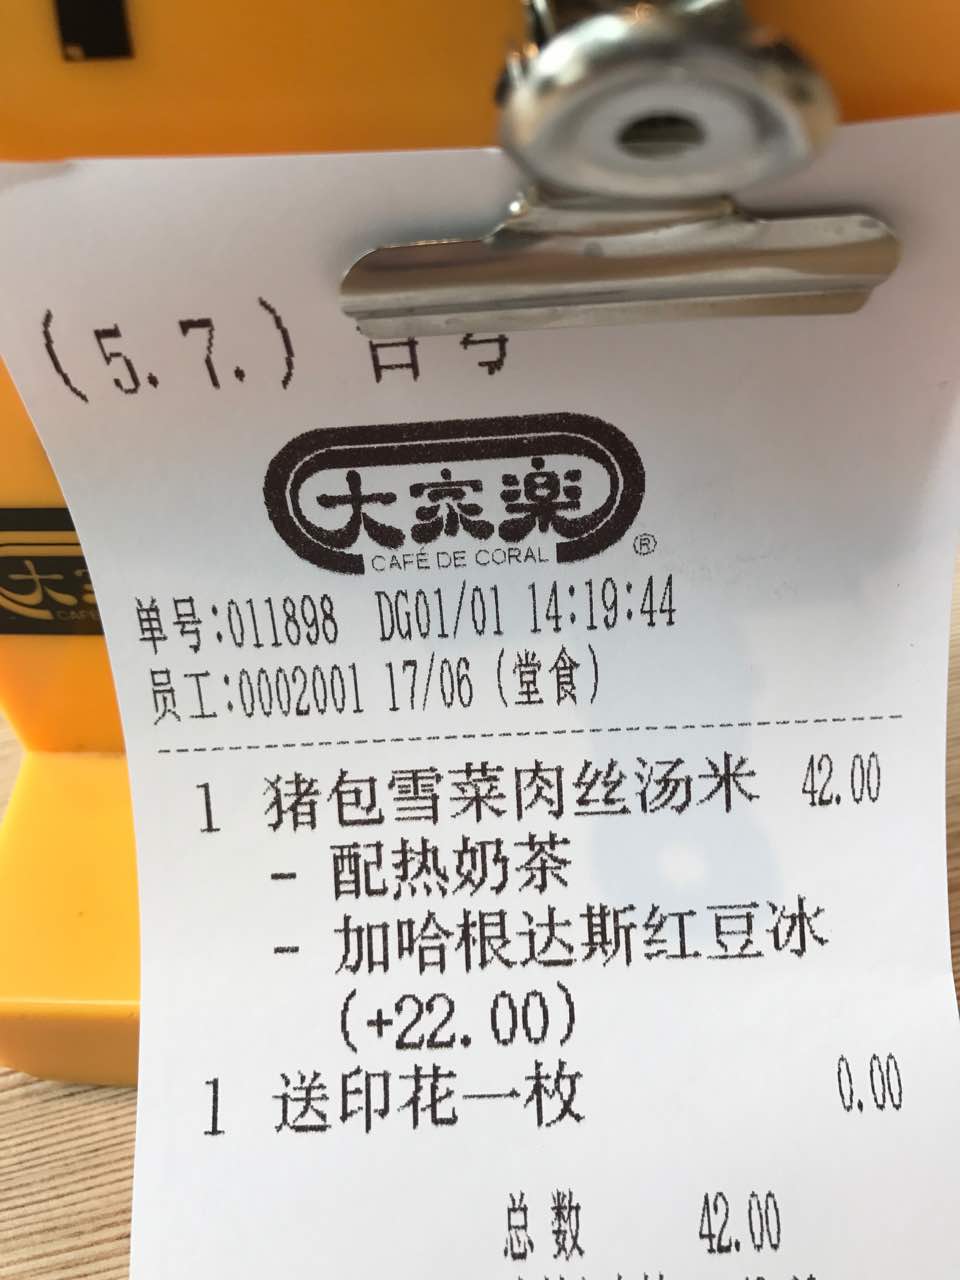 (5.7.) 台号
大家楽
CAFÉ DE CORAL ®
单号:011898 DG01/01 14:19:44
员工:0002001 17/06 (堂食)
1 猪包雪菜肉丝汤米 42.00
- 配热奶茶
- 加哈根达斯红豆冰
(+22.00)
1 送印花一枚 0.00
总数 42.00